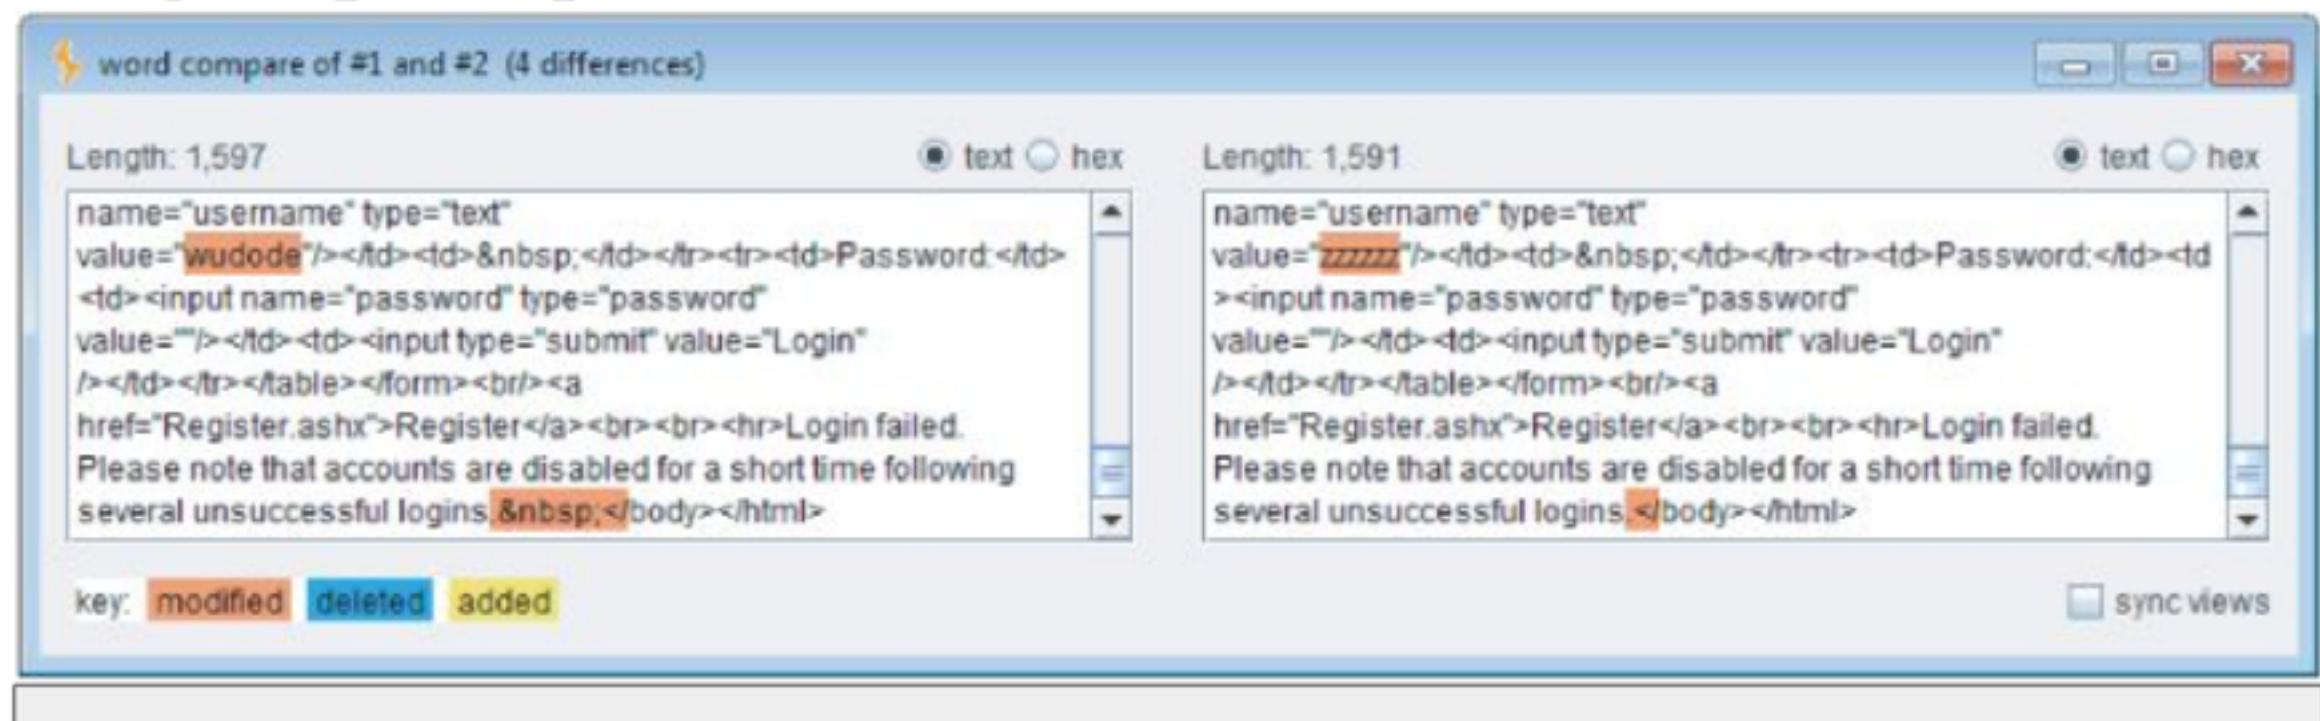 word compare of #1 and #2 (4 differences)
Length: 1,597
text
hex
name="username" type="text"
value="wudode"/></td><td>&nbsp;</td></tr><tr><td>Password:</td>
<td><input name="password" type="password"
value=""/></td><td><input type="submit" value="Login"
/></td></tr></table></form><br/><a
href="Register.ashx">Register</a><br><br><hr>Login failed.
Please note that accounts are disabled for a short time following
several unsuccessful logins.&nbsp;</body></html>
Length: 1,591
text
hex
name="username" type="text"
value="zzzzzz"/></td><td>&nbsp;</td></tr><tr><td>Password:</td><td
><input name="password" type="password"
value=""/></td><td><input type="submit" value="Login"
/></td></tr></table></form><br/><a
href="Register.ashx">Register</a><br><br><hr>Login failed.
Please note that accounts are disabled for a short time following
several unsuccessful logins.</body></html>
key: modified deleted added
sync views